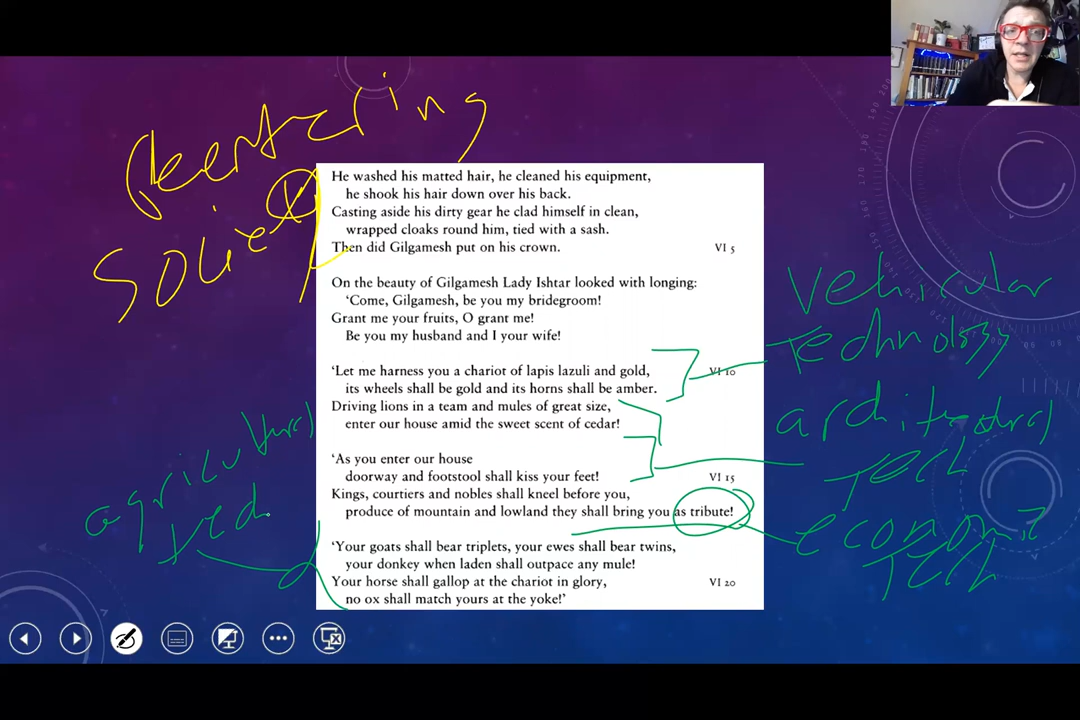 Reentering
Society
He washed his matted hair, he cleaned his equipment,
he shook his hair down over his back.
Casting aside his dirty gear he clad himself in clean,
wrapped cloaks round him, tied with a sash.
Then did Gilgamesh put on his crown. VI 5
On the beauty of Gilgamesh Lady Ishtar looked with longing:
‘Come, Gilgamesh, be you my bridegroom!
Grant me your fruits, O grant me!
Be you my husband and I your wife!
‘Let me harness you a chariot of lapis lazuli and gold, VI 10
its wheels shall be gold and its horns shall be amber.
Driving lions in a team and mules of great size,
enter our house amid the sweet scent of cedar!
‘As you enter our house
doorway and footstool shall kiss your feet! VI 15
Kings, courtiers and nobles shall kneel before you,
produce of mountain and lowland they shall bring you as tribute!
‘Your goats shall bear triplets, your ewes shall bear twins,
your donkey when laden shall outpace any mule!
Your horse shall gallop at the chariot in glory, VI 20
no ox shall match yours at the yoke!’
Vehicular
Technology
architectural
Tech
economic
Tech
agricultural
tech